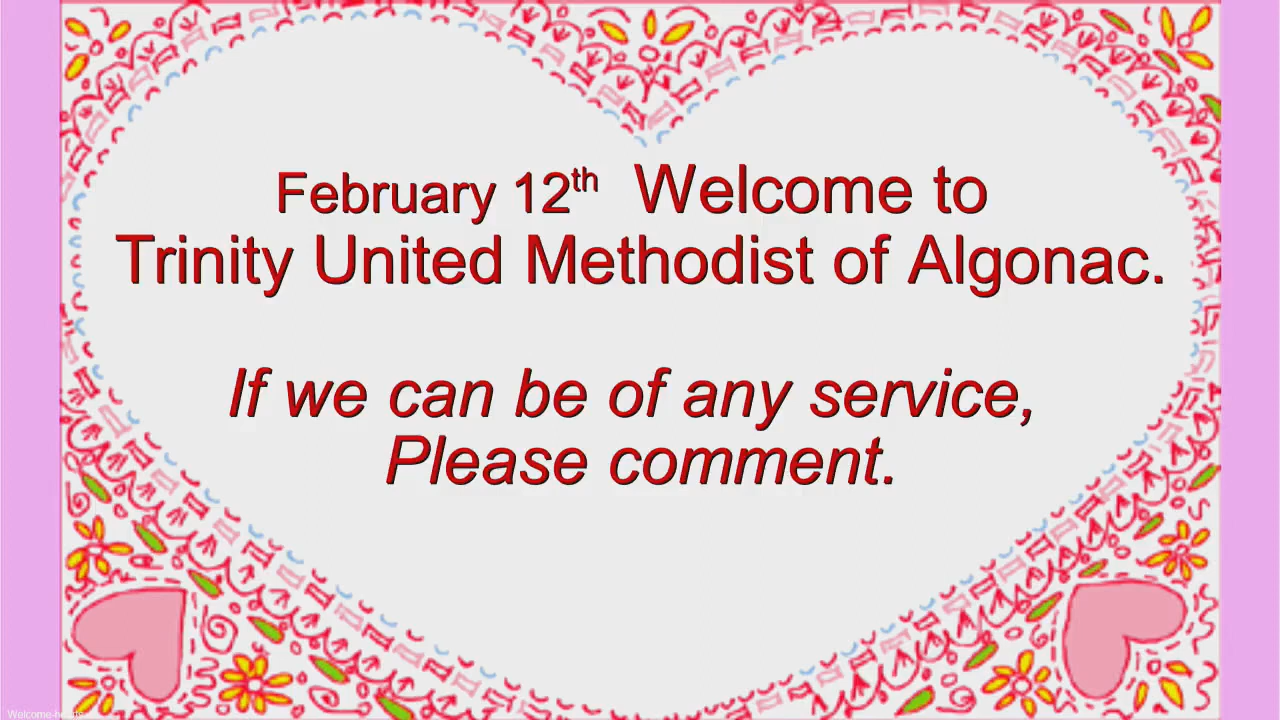 February 12th Welcome to
Trinity United Methodist of Algonac.
If we can be of any service,
Please comment.